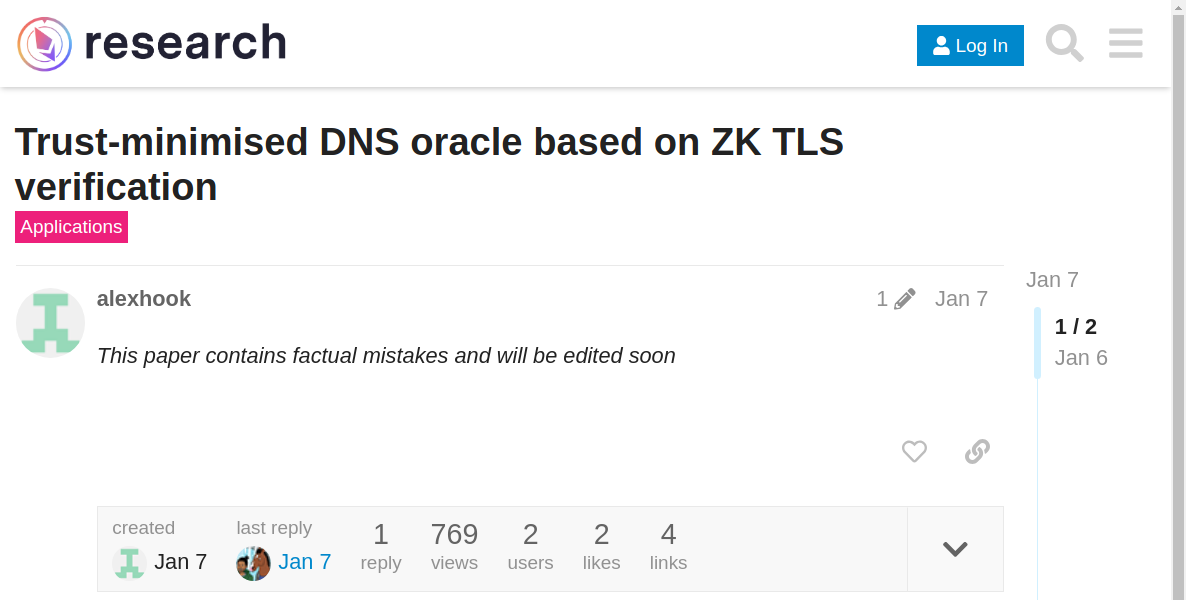 research
Log In
Trust-minimised DNS oracle based on ZK TLS
verification
Applications
alexhook
1
Jan 7
This paper contains factual mistakes and will be edited soon
Jan 7
1 / 2
Jan 6
created
Jan 7
last reply
Jan 7
1
reply
769
views
2
users
2
likes
4
links